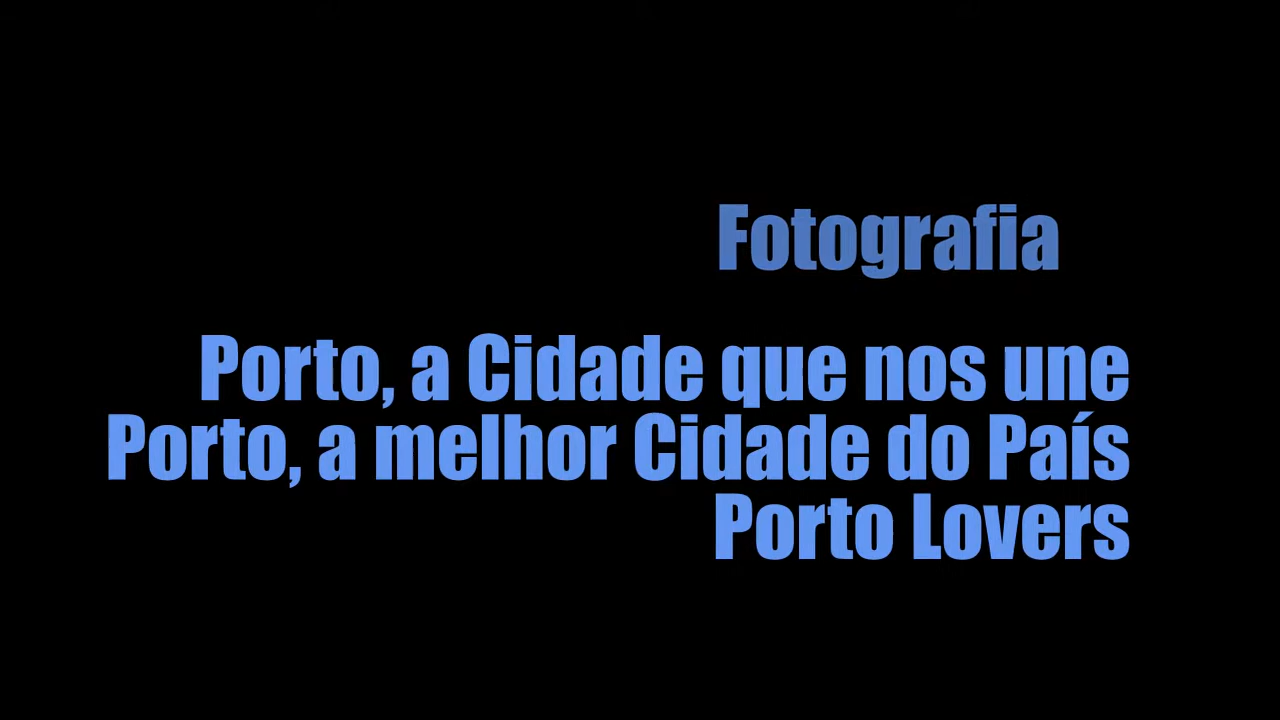 Fotografia
Porto, a Cidade que nos une
Porto, a melhor Cidade do País
Porto Lovers